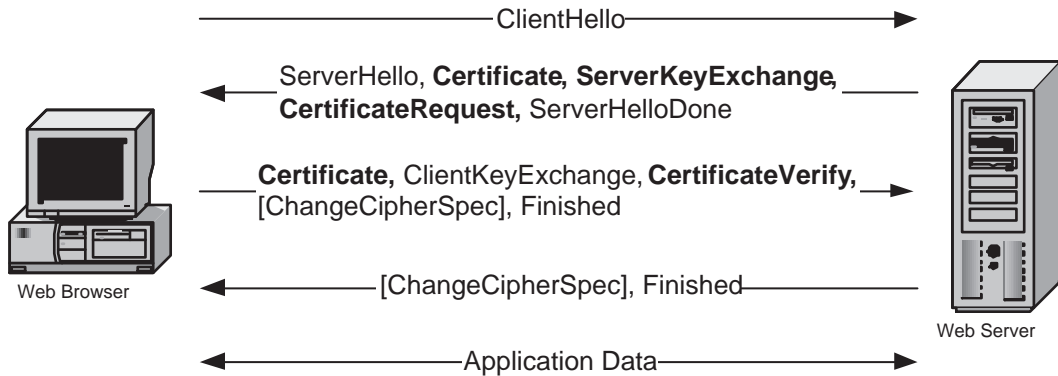 ClientHello
ServerHello, Certificate, ServerKeyExchange,
CertificateRequest, ServerHelloDone
Certificate, ClientKeyExchange, CertificateVerify,
[ChangeCipherSpec], Finished
Web Browser
[ChangeCipherSpec], Finished
Web Server
Application Data